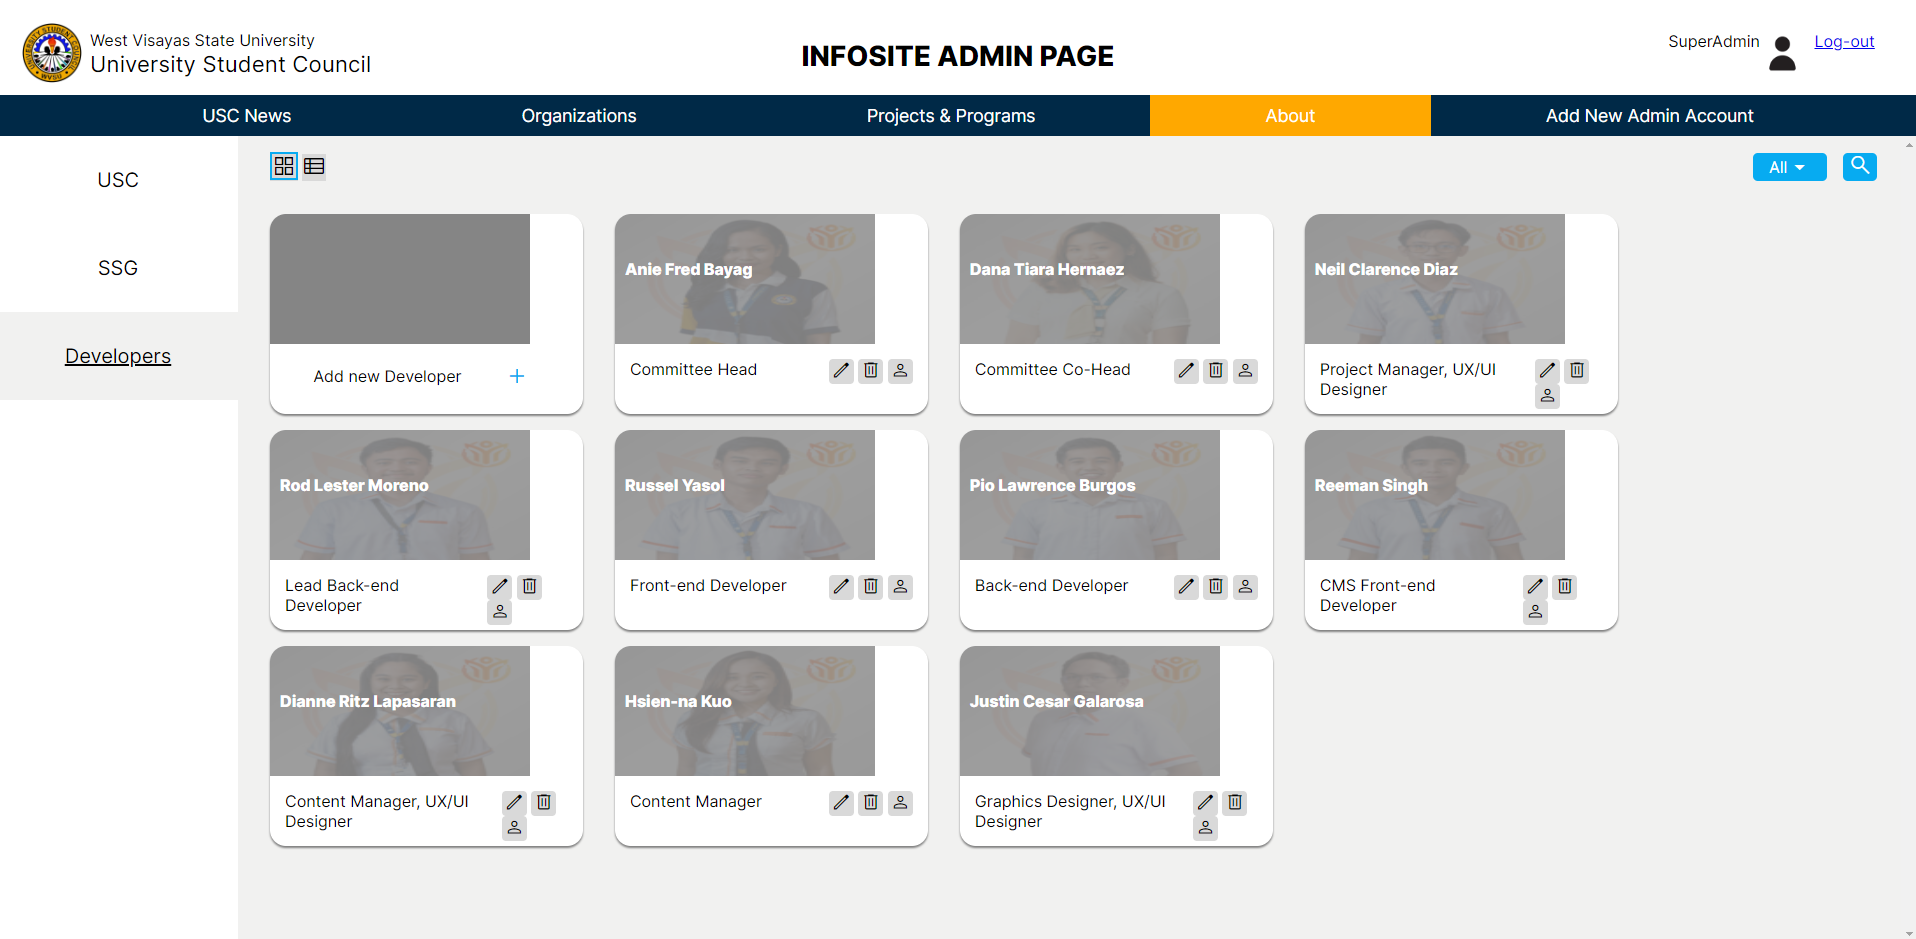 West Visayas State University
University Student Council
INFOSITE ADMIN PAGE
SuperAdmin
Log-out
USC News
Organizations
Projects & Programs
About
Add New Admin Account
USC
SSG
Developers
All
Add new Developer
+
Anie Fred Bayag
Committee Head
Dana Tiara Hernaez
Committee Co-Head
Neil Clarence Diaz
Project Manager, UX/UI
Designer
Rod Lester Moreno
Lead Back-end
Developer
Russel Yasol
Front-end Developer
Pio Lawrence Burgos
Back-end Developer
Reeman Singh
CMS Front-end
Developer
Dianne Ritz Lapasaran
Content Manager, UX/UI
Designer
Hsien-na Kuo
Content Manager
Justin Cesar Galarosa
Graphics Designer, UX/UI
Designer